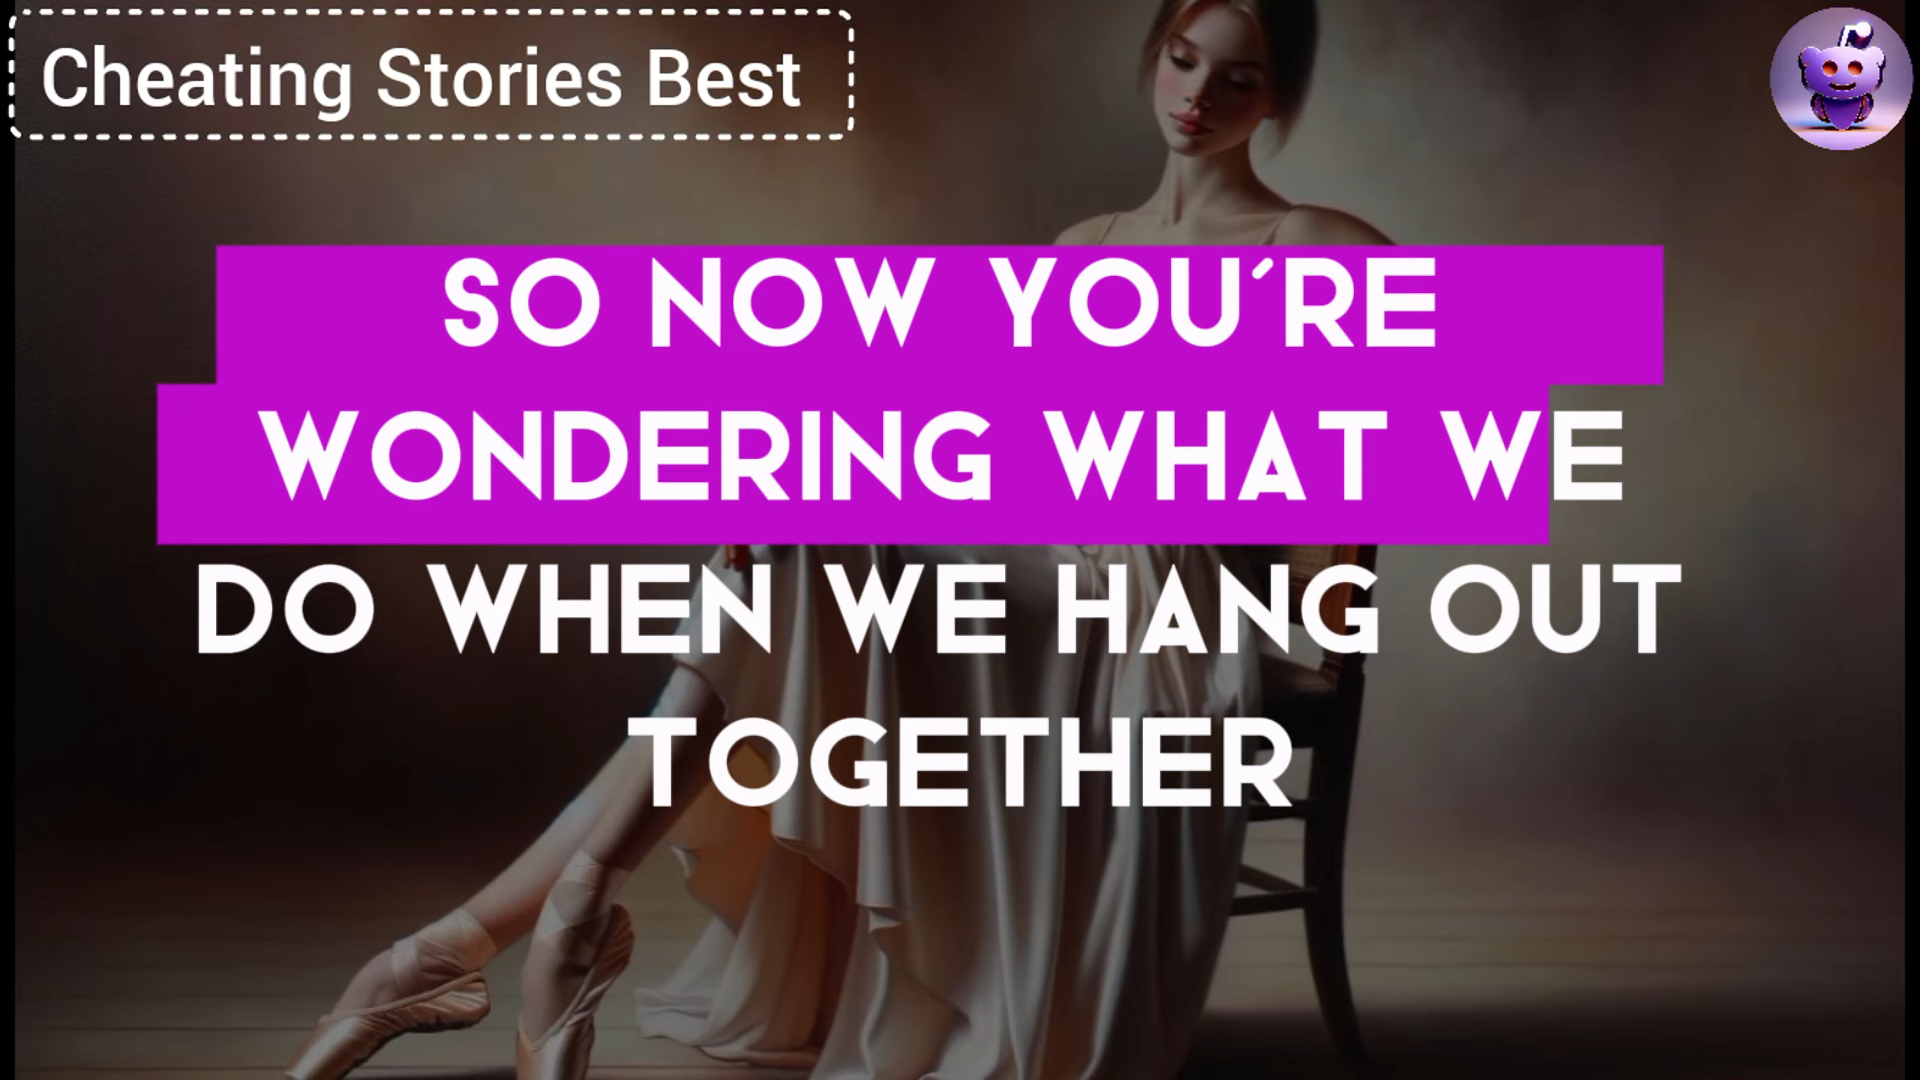 Cheating Stories Best
SO NOW YOU'RE
WONDERING WHAT WE
DO WHEN WE HANG OUT
TOGETHER